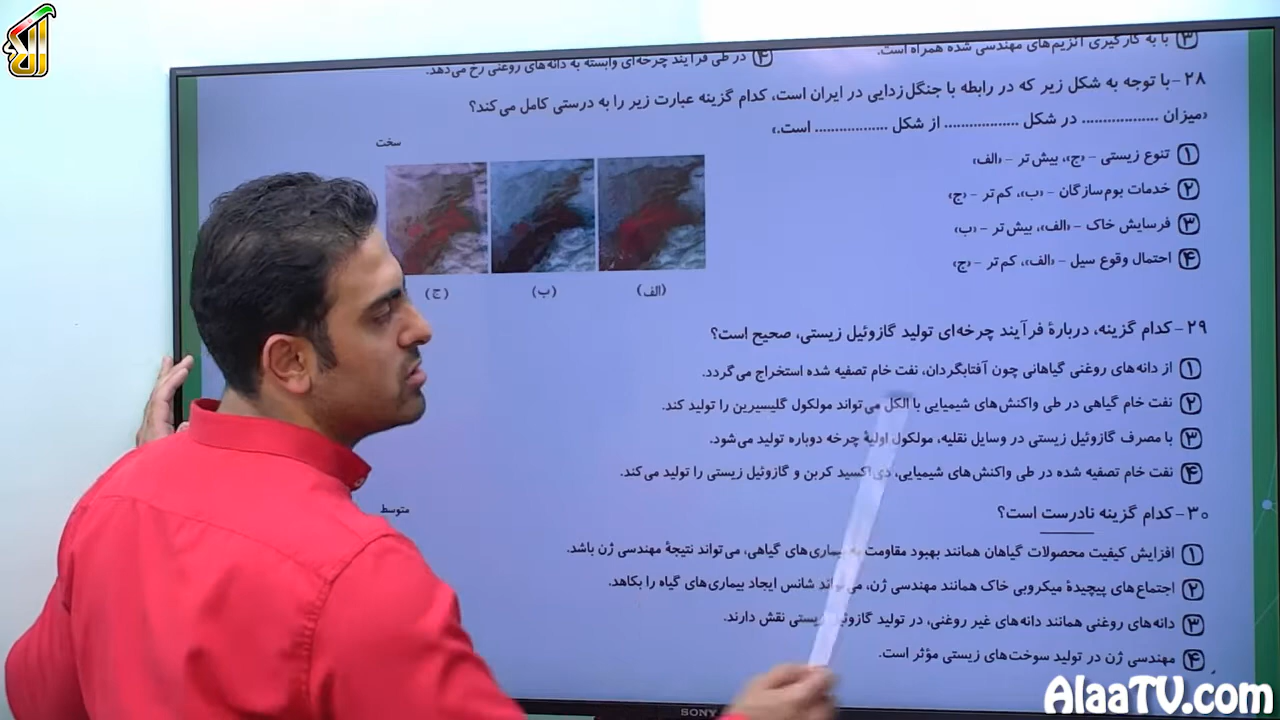 ۳ با به کارگیری آنزیم‌های مهندسی شده همراه است.
۴ در طی فرآیند چرخه‌ای وابسته به دانه‌های روغنی رخ می‌دهد.
۲۸- با توجه به شکل زیر که در رابطه با جنگل‌زدایی در ایران است، کدام گزینه عبارت زیر را به درستی کامل می‌کند؟
«میزان .................. در شکل .................. از شکل .................. است.»
سخت
۱ تنوع زیستی – «ج»، بیش‌تر – «الف»
۲ خدمات بوم‌سازگان – «ب»، کم‌تر – «ج»
۳ فرسایش خاک – «الف»، بیش‌تر – «ب»
۴ احتمال وقوع سیل – «الف»، کم‌تر – «ج»
(الف) (ب) (ج)
۲۹- کدام گزینه، دربارهٔ فرآیند چرخه‌ای تولید گازوئیل زیستی، صحیح است؟
۱ از دانه‌های روغنی گیاهانی چون آفتابگردان، نفت خام تصفیه شده استخراج می‌گردد.
۲ نفت خام گیاهی در طی واکنش‌های شیمیایی با الکل می‌تواند مولکول گلیسیرین را تولید کند.
۳ با مصرف گازوئیل زیستی در وسایل نقلیه، مولکول اولیهٔ چرخه دوباره تولید می‌شود.
۴ نفت خام تصفیه شده در طی واکنش‌های شیمیایی، دی‌اکسید کربن و گازوئیل زیستی را تولید می‌کند.
۳۰- کدام گزینه نادرست است؟
متوسط
۱ افزایش کیفیت محصولات گیاهان همانند بهبود مقاومت به بیماری‌های گیاهی، می‌تواند نتیجهٔ مهندسی ژن باشد.
۲ اجتماع‌های پیچیدهٔ میکروبی خاک همانند مهندسی ژن، می‌تواند شانس ایجاد بیماری‌های گیاه را بکاهد.
۳ دانه‌های روغنی همانند دانه‌های غیر روغنی، در تولید گازوئیل زیستی نقش دارند.
۴ مهندسی ژن در تولید سوخت‌های زیستی مؤثر است.
SONY
AlaaTV.com